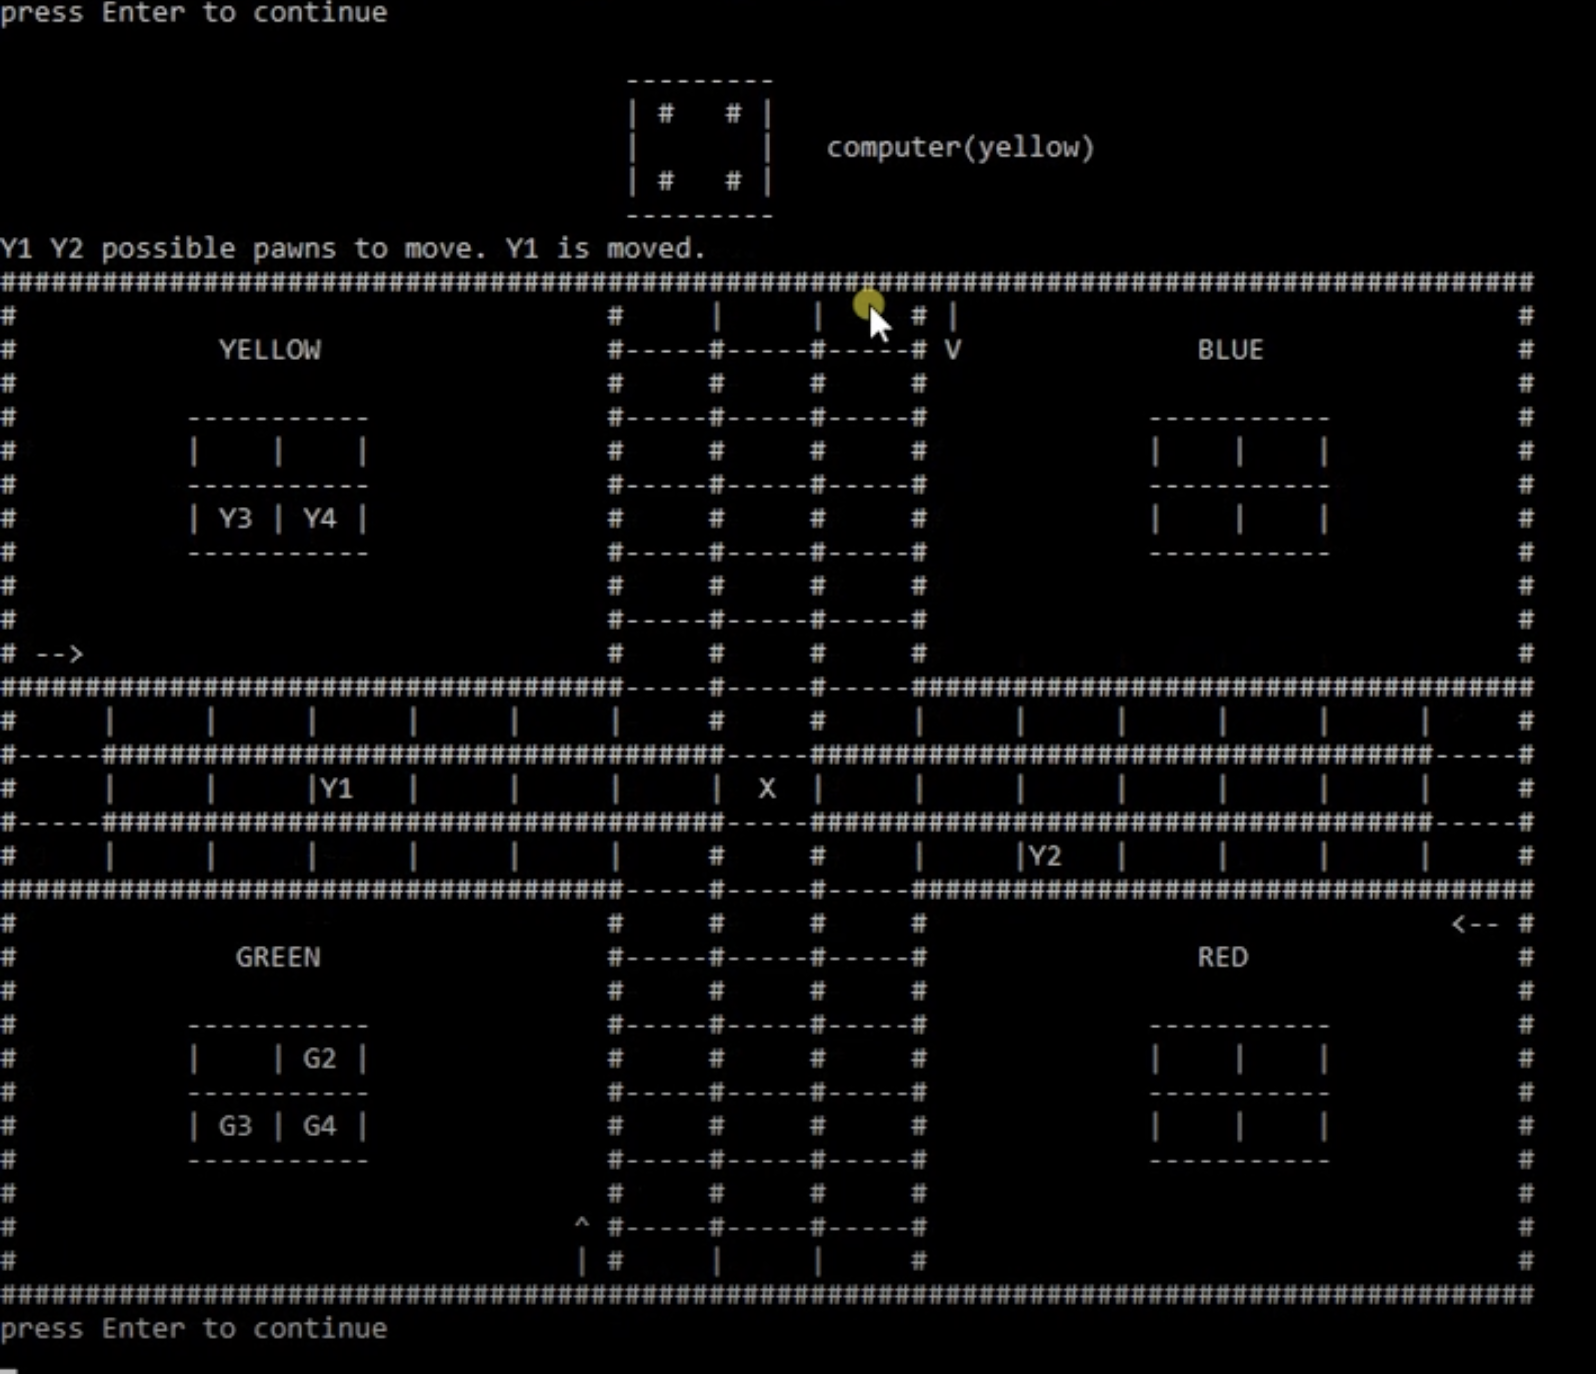 press Enter to continue
---------
| #   # |
|       | computer(yellow)
| #   # |
---------
Y1 Y2 possible pawns to move. Y1 is moved.
YELLOW
BLUE
V
| Y3 | Y4 |
-->
|Y1
X
|Y2
<--
GREEN
RED
| | G2 |
| G3 | G4 |
^
press Enter to continue